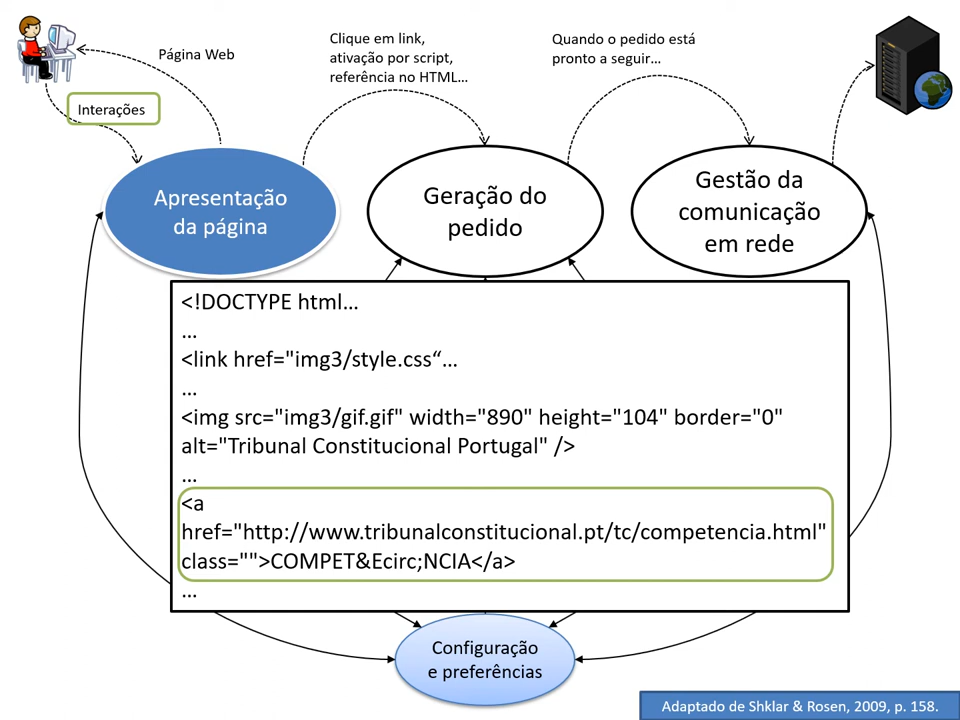 Página Web
Clique em link,
ativação por script,
referência no HTML…
Quando o pedido está
pronto a seguir…
Interações
Apresentação
da página
Geração do
pedido
Gestão da
comunicação
em rede
<!DOCTYPE html…
…
<link href="img3/style.css“…
…
<img src="img3/gif.gif" width="890" height="104" border="0"
alt="Tribunal Constitucional Portugal" />
…
<a
href="http://www.tribunalconstitucional.pt/tc/competencia.html"
class="">COMPET&Ecirc;NCIA</a>
…
Configuração
e preferências
Adaptado de Shklar & Rosen, 2009, p. 158.